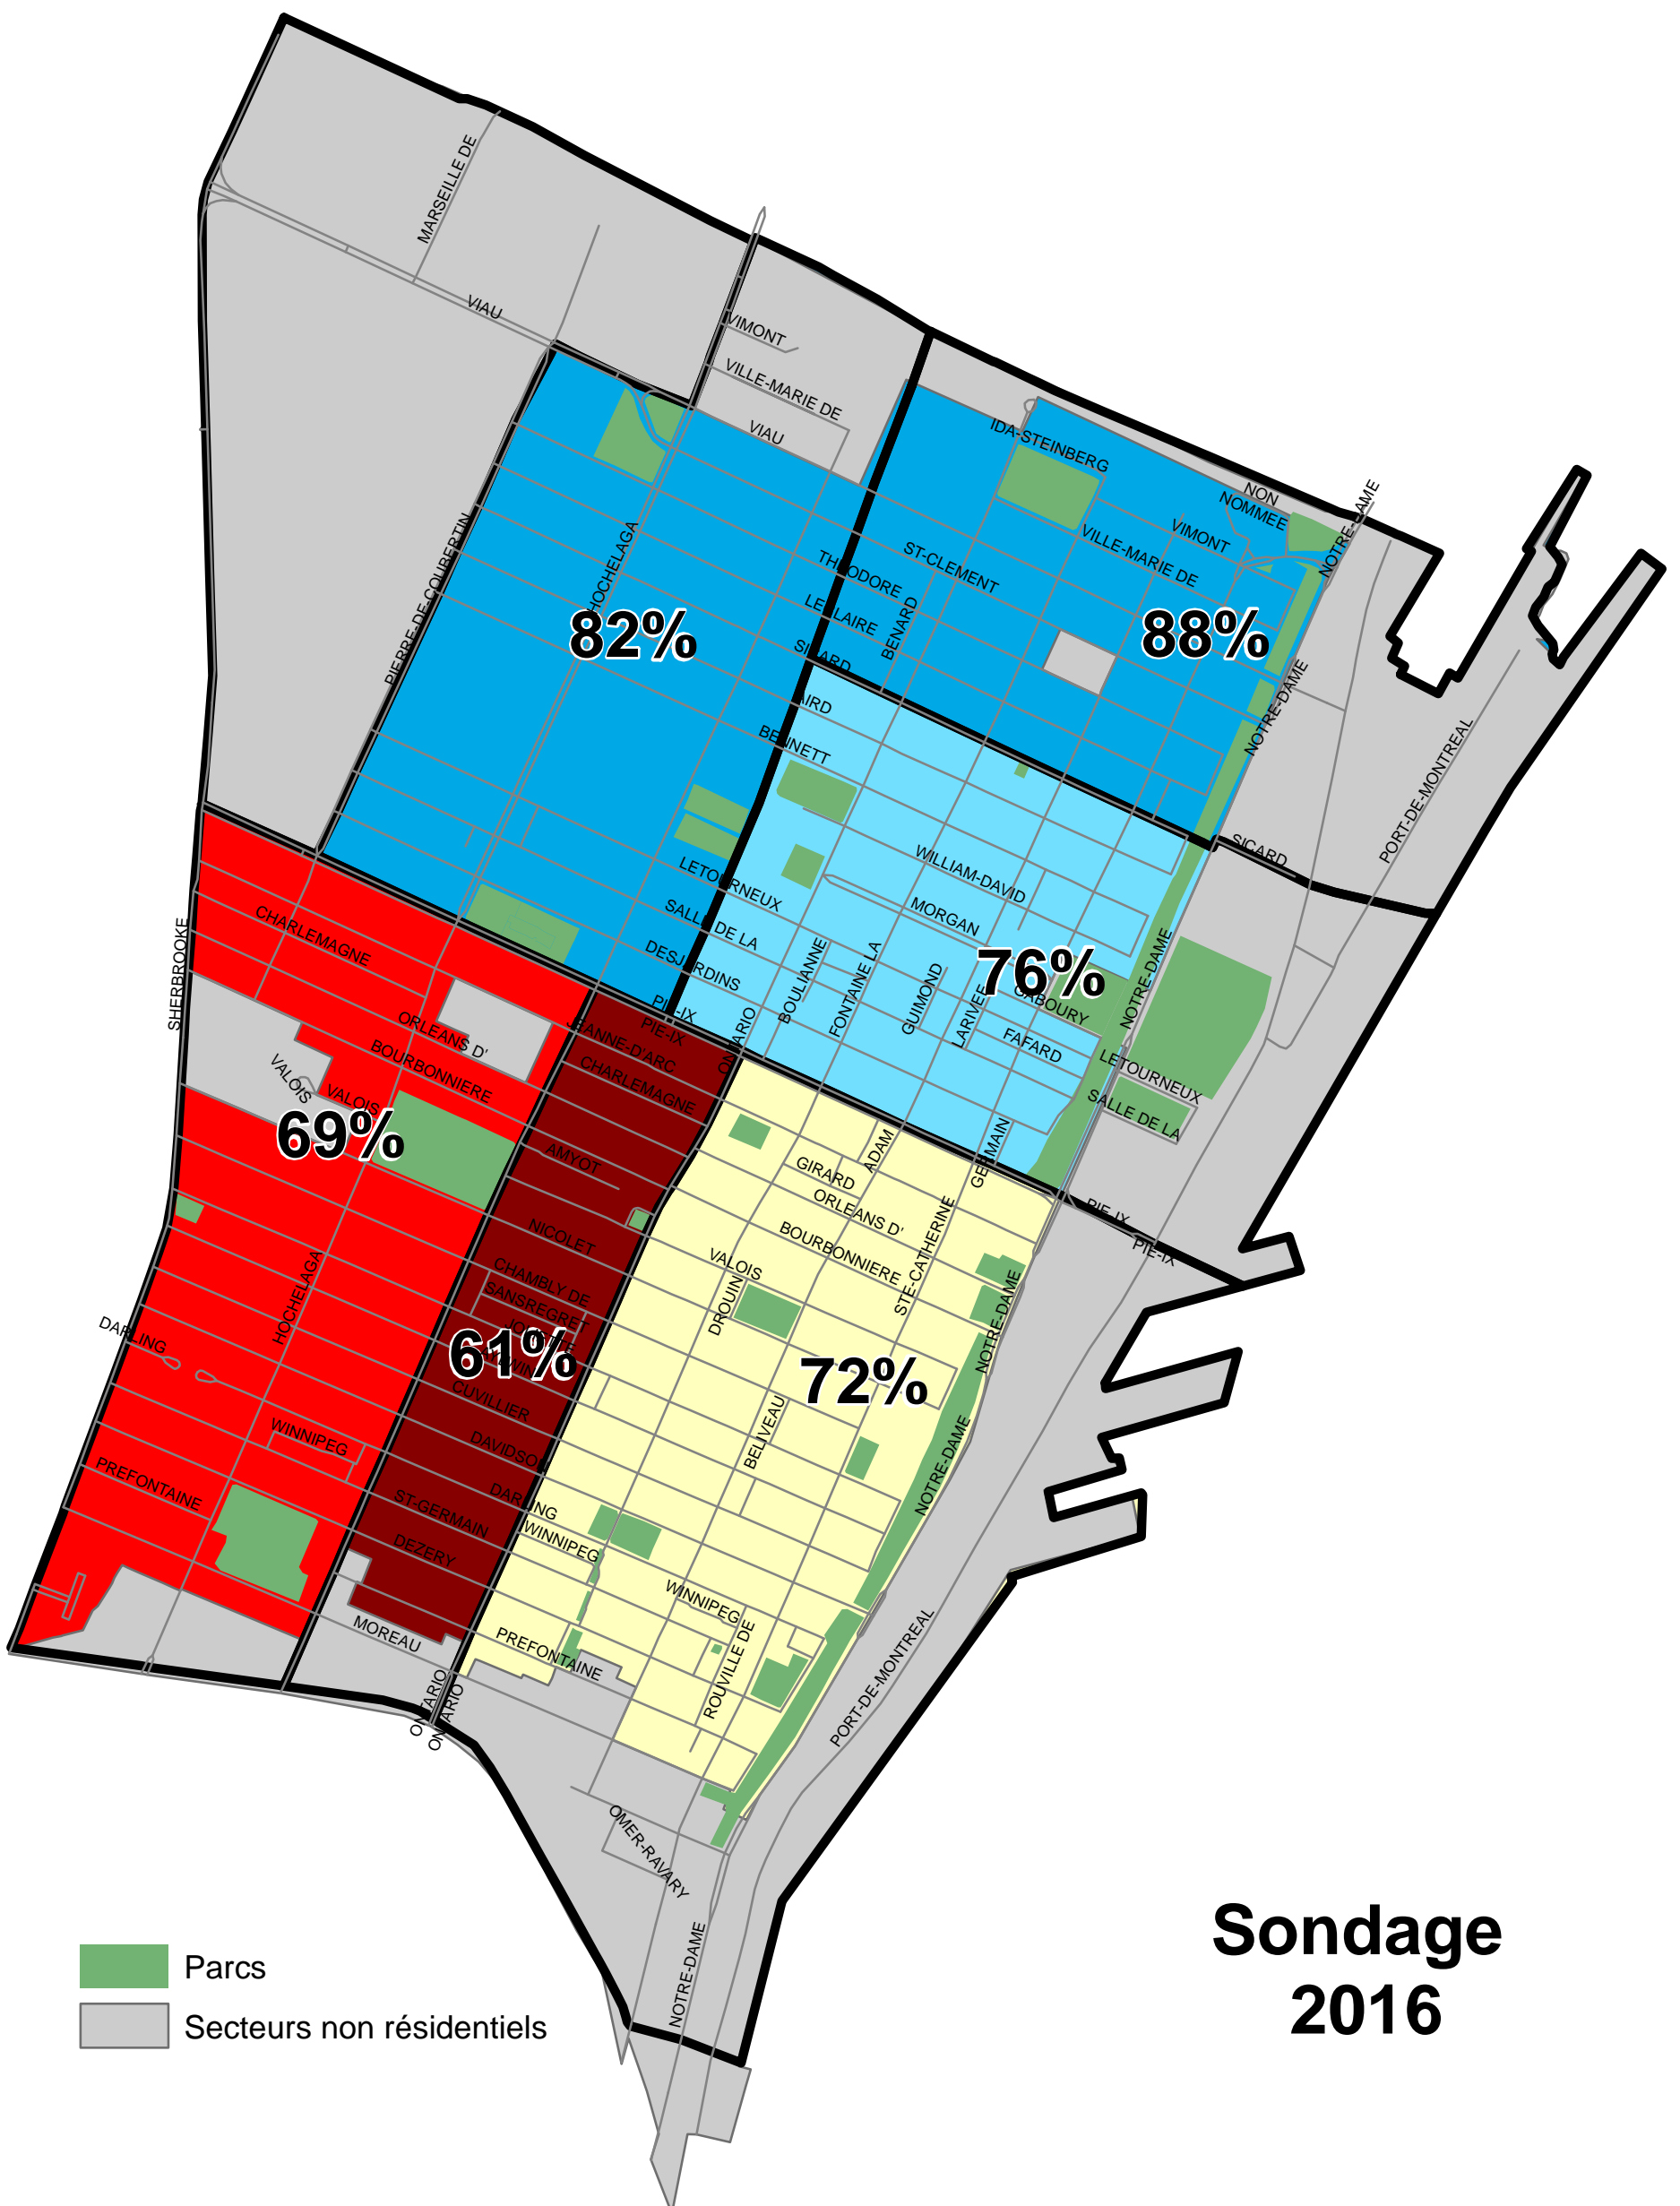 MARSEILLE DE
VIAU
VIMONT
VILLE-MARIE DE
VIAU
IDA-STEINBERG
NON
NOMMEE
NOTRE-DAME
VIMONT
VILLE-MARIE DE
ST-CLEMENT
THEODORE
LECLAIRE
BENARD
SICARD
PIERRE-DE-COUBERTIN
HOCHELAGA
82%
88%
NOTRE-DAME
AIRD
BENNETT
PORT-DE-MONTREAL
SICARD
WILLIAM-DAVID
MORGAN
LETOURNEUX
SALLE DE LA
DESJARDINS
PIE-IX
PIE-IX
BOULIANNE
FONTAINE LA
GUIMOND
LARIVEE
76%
GABOURY
FAFARD
NOTRE-DAME
LETOURNEUX
SALLE DE LA
ONTARIO
SHERBROOKE
CHARLEMAGNE
ORLEANS D'
BOURBONNIERE
JEANNE-D'ARC
CHARLEMAGNE
VALOIS
VALOIS
69%
AMYOT
NICOLET
CHAMBLY DE
SANSREGRET
JOLIETTE
AYLWIN
61%
CUVILLIER
DAVIDSON
HOCHELAGA
DARLING
WINNIPEG
PREFONTAINE
ST-GERMAIN
DEZERY
MOREAU
ADAM
GERMAIN
GIRARD
ORLEANS D'
BOURBONNIERE
VALOIS
DROUIN
STE-CATHERINE
PIE-IX
PIE-IX
NOTRE-DAME
72%
BELIVEAU
NOTRE-DAME
DARLING
WINNIPEG
WINNIPEG
PREFONTAINE
ROUVILLE DE
PORT-DE-MONTREAL
ONTARIO
ONTARIO
OMER-RAVARY
NOTRE-DAME
Parcs
Secteurs non résidentiels
Sondage
2016